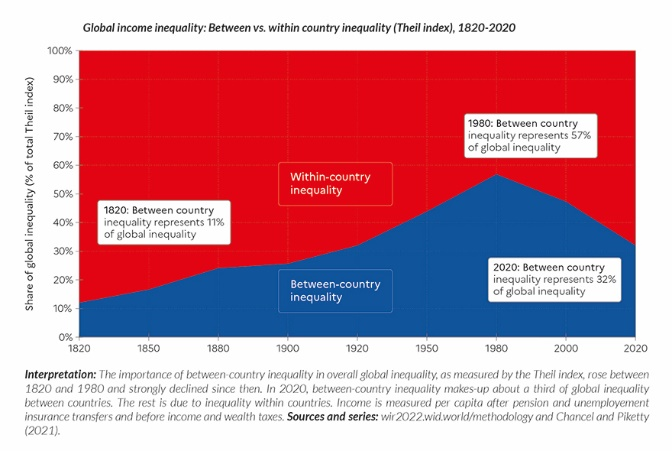 Global income inequality: Between vs. within country inequality (Theil index), 1820-2020
Share of global inequality (% of total Theil index)
100%
90%
80%
70%
60%
50%
40%
30%
20%
10%
0%
1980: Between country
inequality represents 57%
of global inequality
Within-country
inequality
1820: Between country
inequality represents 11%
of global inequality
Between-country
inequality
2020: Between country
inequality represents 32%
of global inequality
1820 1850 1880 1900 1920 1950 1980 2000 2020
Interpretation: The importance of between-country inequality in overall global inequality, as measured by the Theil index, rose between
1820 and 1980 and strongly declined since then. In 2020, between-country inequality makes-up about a third of global inequality
between countries. The rest is due to inequality within countries. Income is measured per capita after pension and unemployement
insurance transfers and before income and wealth taxes. Sources and series: wir2022.wid.world/methodology and Chancel and Piketty
(2021).